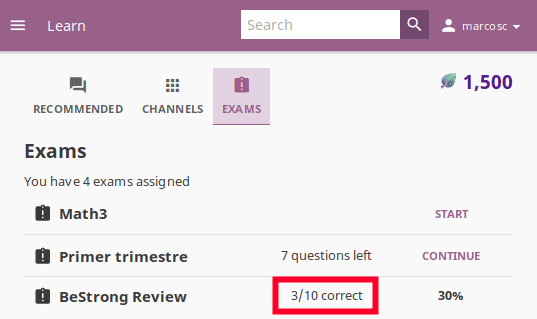 Learn
Search
marcosc
1,500
RECOMMENDED
CHANNELS
EXAMS
Exams
You have 4 exams assigned
Math3
START
Primer trimestre
7 questions left
CONTINUE
BeStrong Review
3/10 correct
30%